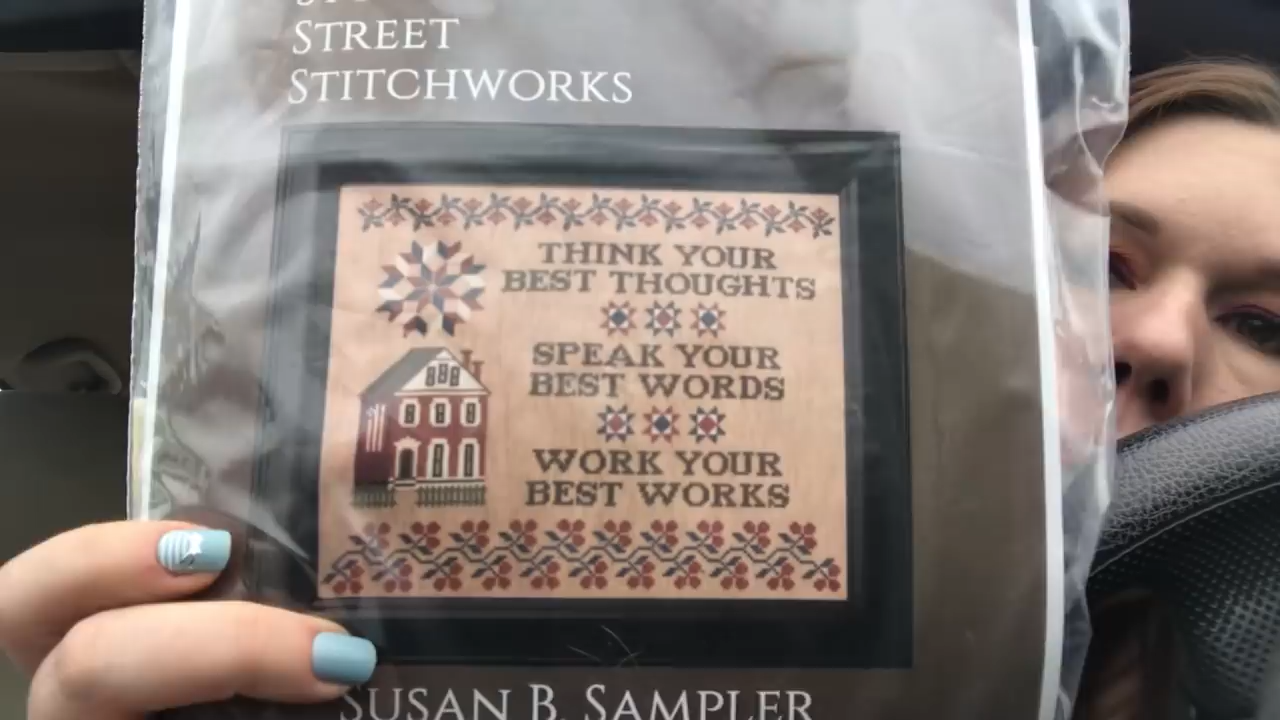 STREET
STITCHWORKS
THINK YOUR
BEST THOUGHTS
SPEAK YOUR
BEST WORDS
WORK YOUR
BEST WORKS
SUSAN B. SAMPLER